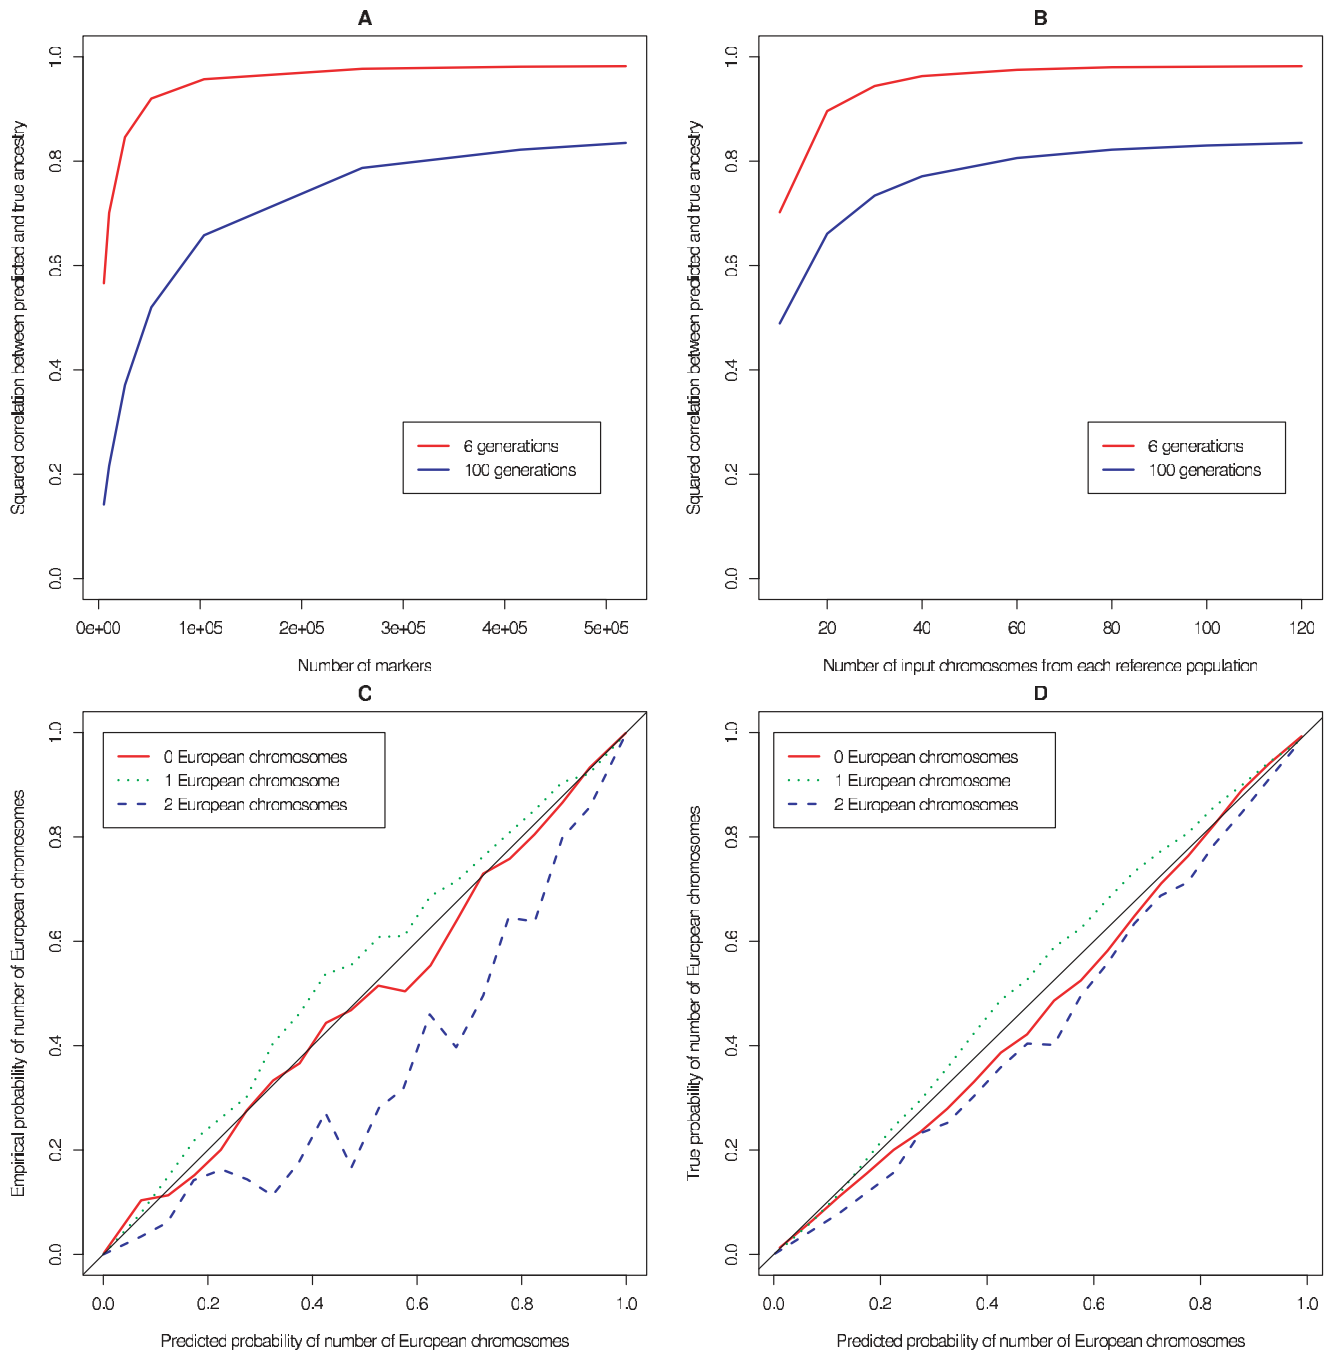 A
Squared correlation between predicted and true ancestry
1.0
0.8
0.6
0.4
0.2
0.0
6 generations
100 generations
0e+00 1e+05 2e+05 3e+05 4e+05 5e+05
Number of markers
B
Squared correlation between predicted and true ancestry
1.0
0.8
0.6
0.4
0.2
0.0
6 generations
100 generations
20 40 60 80 100 120
Number of input chromosomes from each reference population
C
Empirical probability of number of European chromosomes
1.0
0.8
0.6
0.4
0.2
0.0
0 European chromosomes
1 European chromosome
2 European chromosomes
0.0 0.2 0.4 0.6 0.8 1.0
Predicted probability of number of European chromosomes
D
True probability of number of European chromosomes
1.0
0.8
0.6
0.4
0.2
0.0
0 European chromosomes
1 European chromosome
2 European chromosomes
0.0 0.2 0.4 0.6 0.8 1.0
Predicted probability of number of European chromosomes